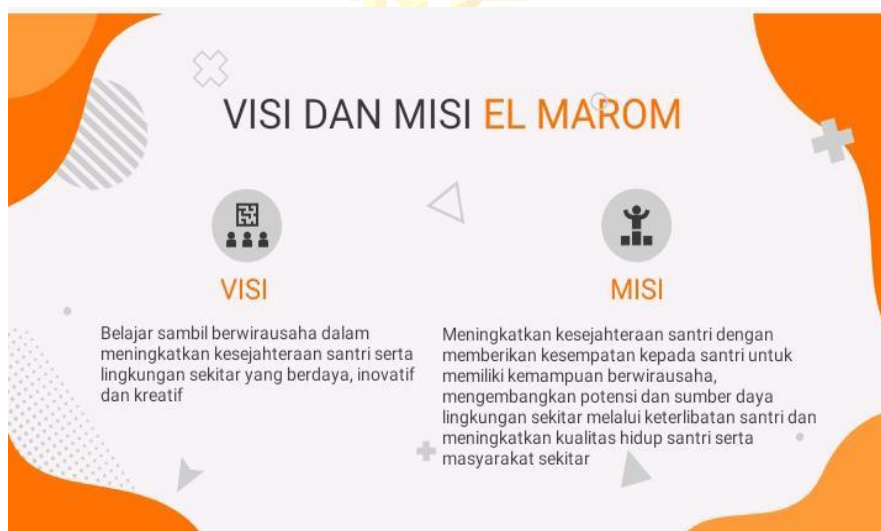 VISI DAN MISI EL MAROM
VISI
Belajar sambil berwirausaha dalam
meningkatkan kesejahteraan santri serta
lingkungan sekitar yang berdaya, inovatif
dan kreatif
MISI
Meningkatkan kesejahteraan santri dengan
memberikan kesempatan kepada santri untuk
memiliki kemampuan berwirausaha,
mengembangkan potensi dan sumber daya
lingkungan sekitar melalui keterlibatan santri dan
meningkatkan kualitas hidup santri serta
masyarakat sekitar